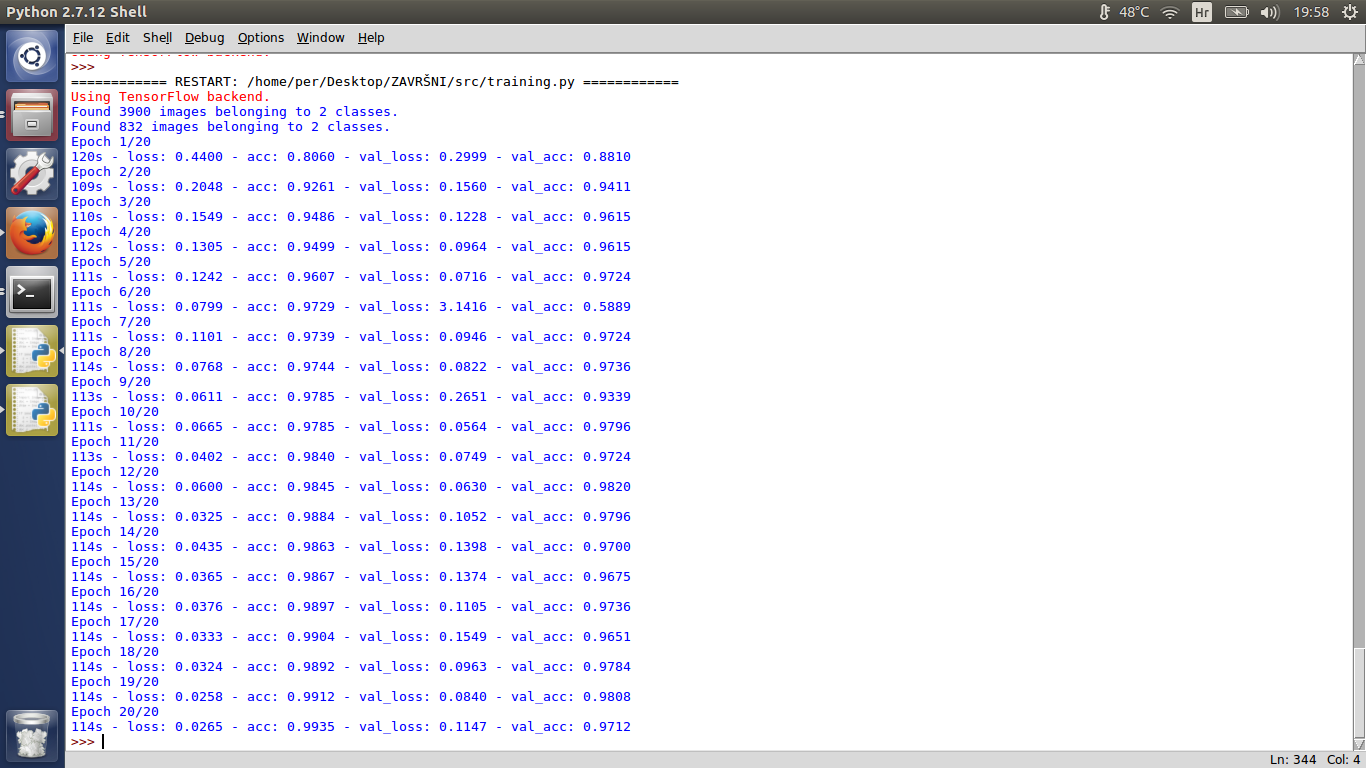 Python 2.7.12 Shell
48°C
Hr
19:58
File Edit Shell Debug Options Window Help
>>>
============ RESTART: /home/per/Desktop/ZAVRŠNI/src/training.py ============
Using TensorFlow backend.
Found 3900 images belonging to 2 classes.
Found 832 images belonging to 2 classes.
Epoch 1/20
120s - loss: 0.4400 - acc: 0.8060 - val_loss: 0.2999 - val_acc: 0.8810
Epoch 2/20
109s - loss: 0.2048 - acc: 0.9261 - val_loss: 0.1560 - val_acc: 0.9411
Epoch 3/20
110s - loss: 0.1549 - acc: 0.9486 - val_loss: 0.1228 - val_acc: 0.9615
Epoch 4/20
112s - loss: 0.1305 - acc: 0.9499 - val_loss: 0.0964 - val_acc: 0.9615
Epoch 5/20
111s - loss: 0.1242 - acc: 0.9607 - val_loss: 0.0716 - val_acc: 0.9724
Epoch 6/20
111s - loss: 0.0799 - acc: 0.9729 - val_loss: 3.1416 - val_acc: 0.5889
Epoch 7/20
111s - loss: 0.1101 - acc: 0.9739 - val_loss: 0.0946 - val_acc: 0.9724
Epoch 8/20
114s - loss: 0.0768 - acc: 0.9744 - val_loss: 0.0822 - val_acc: 0.9736
Epoch 9/20
113s - loss: 0.0611 - acc: 0.9785 - val_loss: 0.2651 - val_acc: 0.9339
Epoch 10/20
111s - loss: 0.0665 - acc: 0.9785 - val_loss: 0.0564 - val_acc: 0.9796
Epoch 11/20
113s - loss: 0.0402 - acc: 0.9840 - val_loss: 0.0749 - val_acc: 0.9724
Epoch 12/20
114s - loss: 0.0600 - acc: 0.9845 - val_loss: 0.0630 - val_acc: 0.9820
Epoch 13/20
114s - loss: 0.0325 - acc: 0.9884 - val_loss: 0.1052 - val_acc: 0.9796
Epoch 14/20
114s - loss: 0.0435 - acc: 0.9863 - val_loss: 0.1398 - val_acc: 0.9700
Epoch 15/20
114s - loss: 0.0365 - acc: 0.9867 - val_loss: 0.1374 - val_acc: 0.9675
Epoch 16/20
114s - loss: 0.0376 - acc: 0.9897 - val_loss: 0.1105 - val_acc: 0.9736
Epoch 17/20
114s - loss: 0.0333 - acc: 0.9904 - val_loss: 0.1549 - val_acc: 0.9651
Epoch 18/20
114s - loss: 0.0324 - acc: 0.9892 - val_loss: 0.0963 - val_acc: 0.9784
Epoch 19/20
114s - loss: 0.0258 - acc: 0.9912 - val_loss: 0.0840 - val_acc: 0.9808
Epoch 20/20
114s - loss: 0.0265 - acc: 0.9935 - val_loss: 0.1147 - val_acc: 0.9712
>>>
Ln: 344 Col: 4